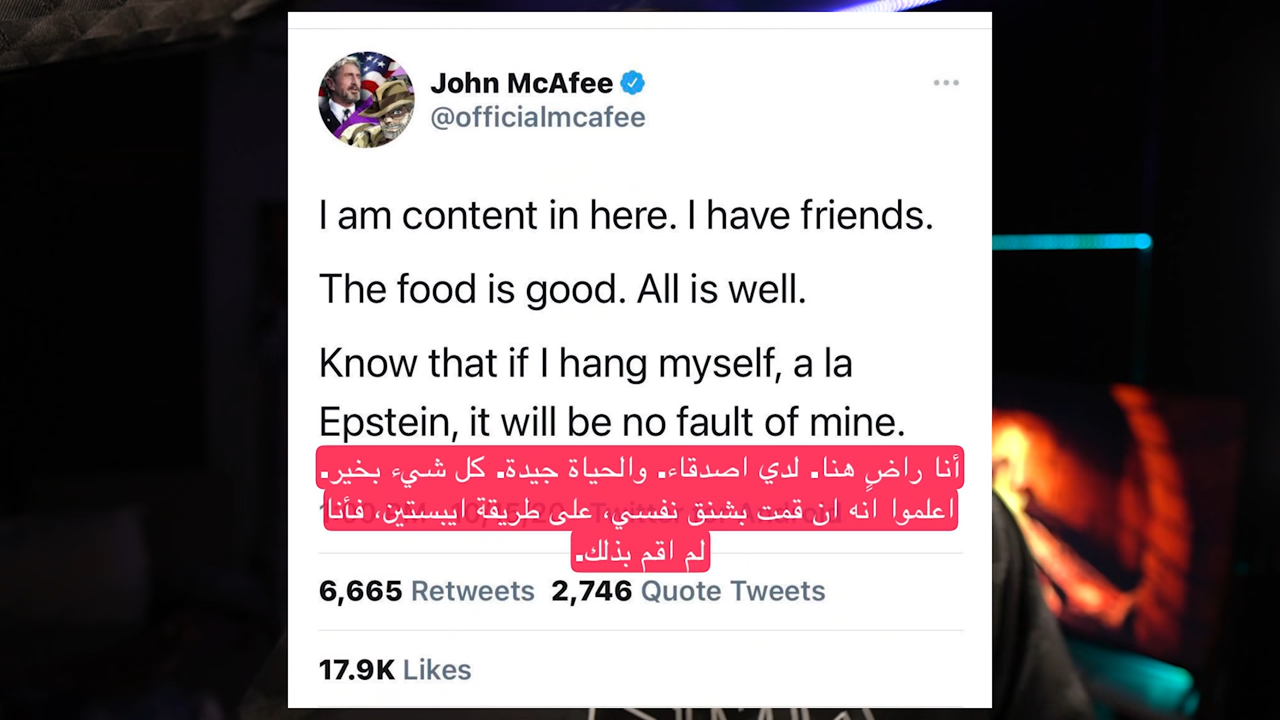 John McAfee
@officialmcafee
I am content in here. I have friends.
The food is good. All is well.
Know that if I hang myself, a la
Epstein, it will be no fault of mine.
أنا راضٍ هنا. لدي اصدقاء. والحياة جيدة. كل شيء بخير.
اعلموا انه ان قمت بشنق نفسي، على طريقة ايبستين، فأنا
لم اقم بذلك.
6,665 Retweets 2,746 Quote Tweets
17.9K Likes